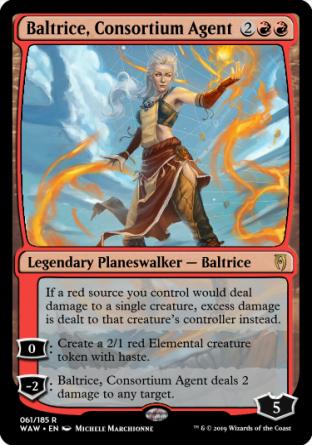 Baltrice, Consortium Agent 2
Legendary Planeswalker — Baltrice
If a red source you control would deal
damage to a single creature, excess damage
is dealt to that creature's controller instead.
0 : Create a 2/1 red Elemental creature
token with haste.
-2 : Baltrice, Consortium Agent deals 2
damage to any target.
5
061/185 R
WAW • EN MICHELE MARCHIONNE
™ & © 2019 Wizards of the Coast